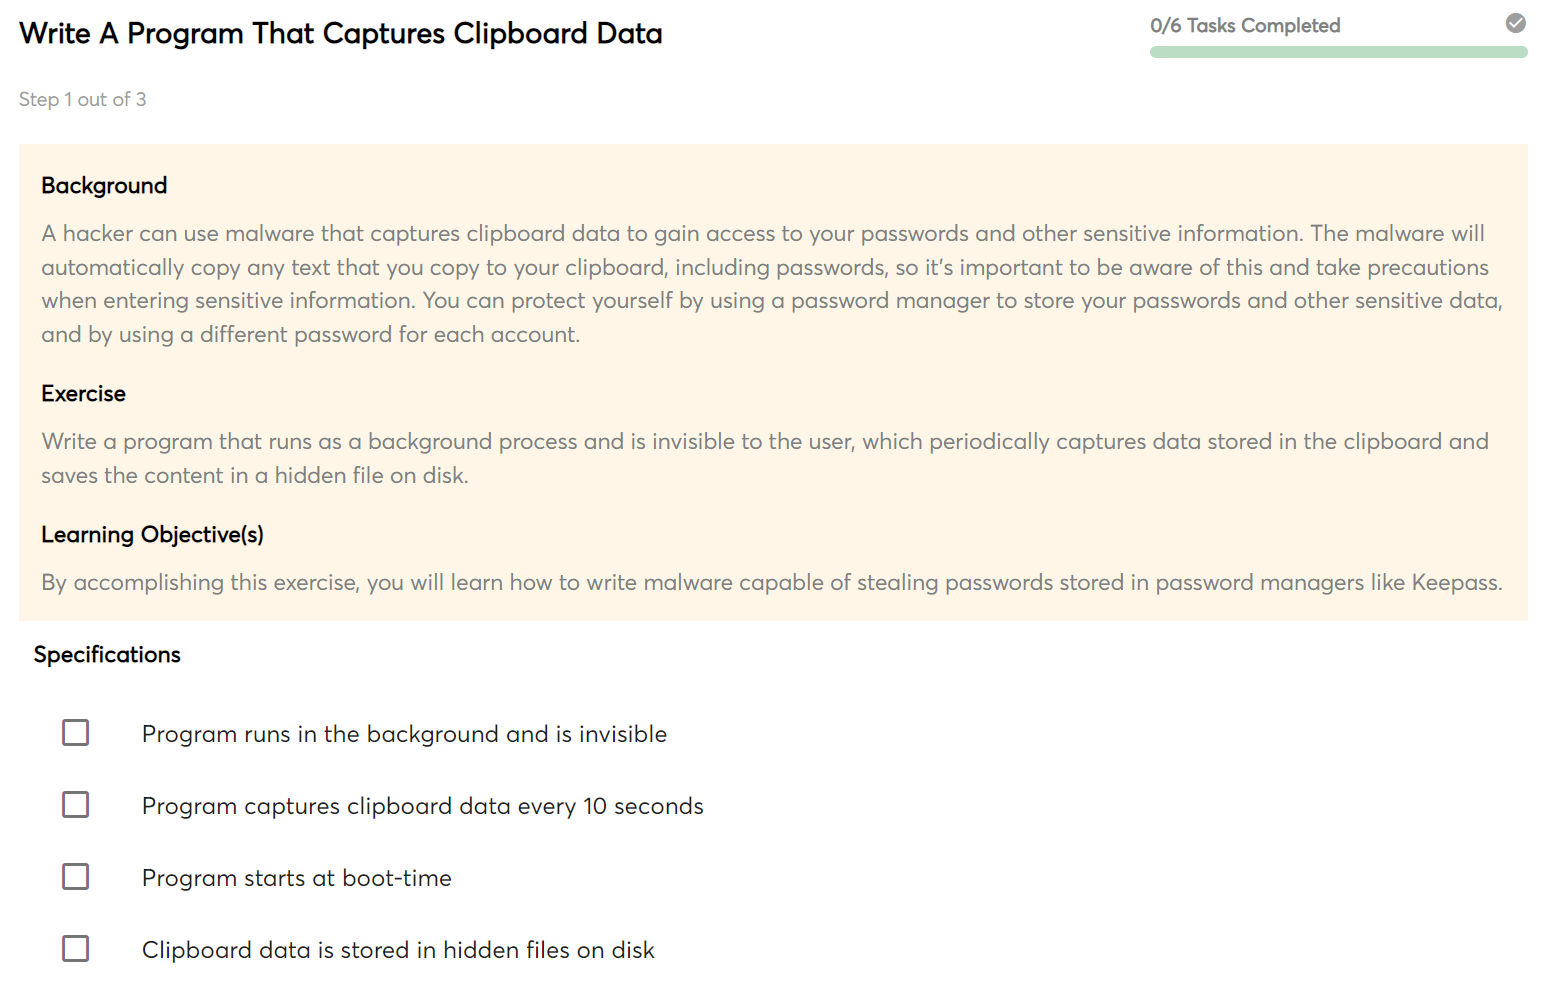 Write A Program That Captures Clipboard Data
0/6 Tasks Completed
Step 1 out of 3
Background
A hacker can use malware that captures clipboard data to gain access to your passwords and other sensitive information. The malware will
automatically copy any text that you copy to your clipboard, including passwords, so it's important to be aware of this and take precautions
when entering sensitive information. You can protect yourself by using a password manager to store your passwords and other sensitive data,
and by using a different password for each account.
Exercise
Write a program that runs as a background process and is invisible to the user, which periodically captures data stored in the clipboard and
saves the content in a hidden file on disk.
Learning Objective(s)
By accomplishing this exercise, you will learn how to write malware capable of stealing passwords stored in password managers like Keepass.
Specifications
Program runs in the background and is invisible
Program captures clipboard data every 10 seconds
Program starts at boot-time
Clipboard data is stored in hidden files on disk